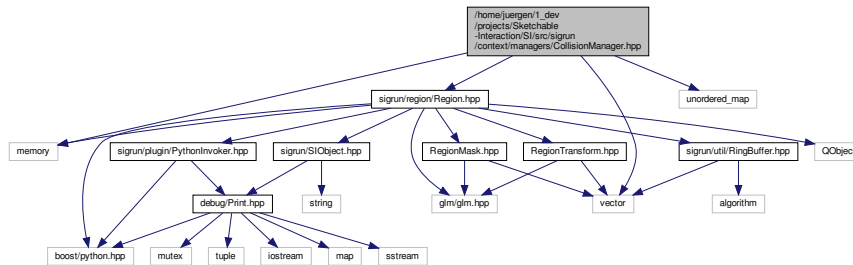 /home/juergen/1_dev
/projects/Sketchable
-Interaction/SI/src/sigrun
/context/managers/CollisionManager.hpp
sigrun/region/Region.hpp
unordered_map
memory
sigrun/plugin/PythonInvoker.hpp
sigrun/SIObject.hpp
RegionMask.hpp
RegionTransform.hpp
sigrun/util/RingBuffer.hpp
QObject
debug/Print.hpp
string
glm/glm.hpp
vector
algorithm
boost/python.hpp
mutex
tuple
iostream
map
sstream